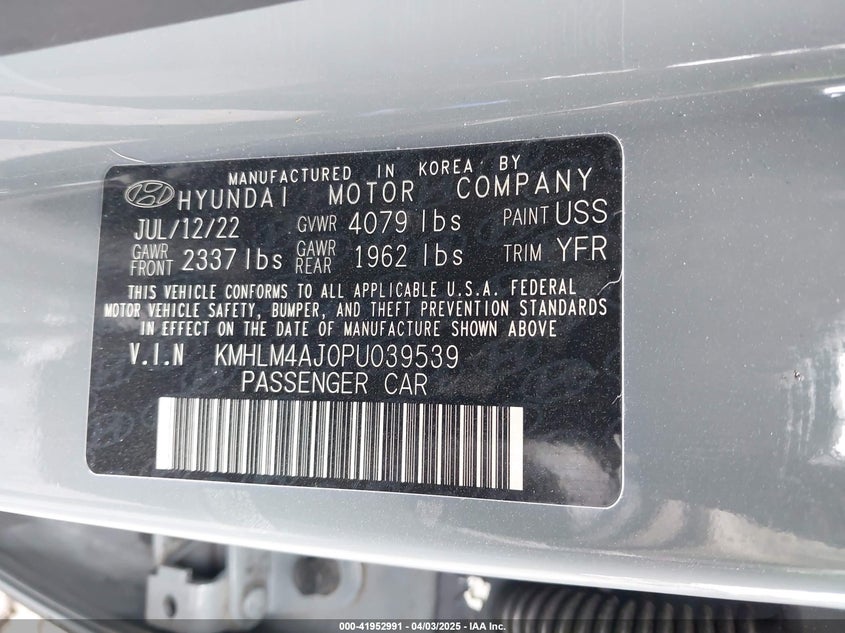 MANUFACTURED IN KOREA BY
HYUNDAI MOTOR COMPANY
JUL/12/22 GVWR 4079 lbs PAINT USS
GAWR FRONT 2337 lbs GAWR REAR 1962 lbs TRIM YFR
THIS VEHICLE CONFORMS TO ALL APPLICABLE U.S.A. FEDERAL
MOTOR VEHICLE SAFETY, BUMPER, AND THEFT PREVENTION STANDARDS
IN EFFECT ON THE DATE OF MANUFACTURE SHOWN ABOVE
V.I.N KMHLM4AJ0PU039539
PASSENGER CAR
000-41952991 - 04/03/2025 - IAA Inc.